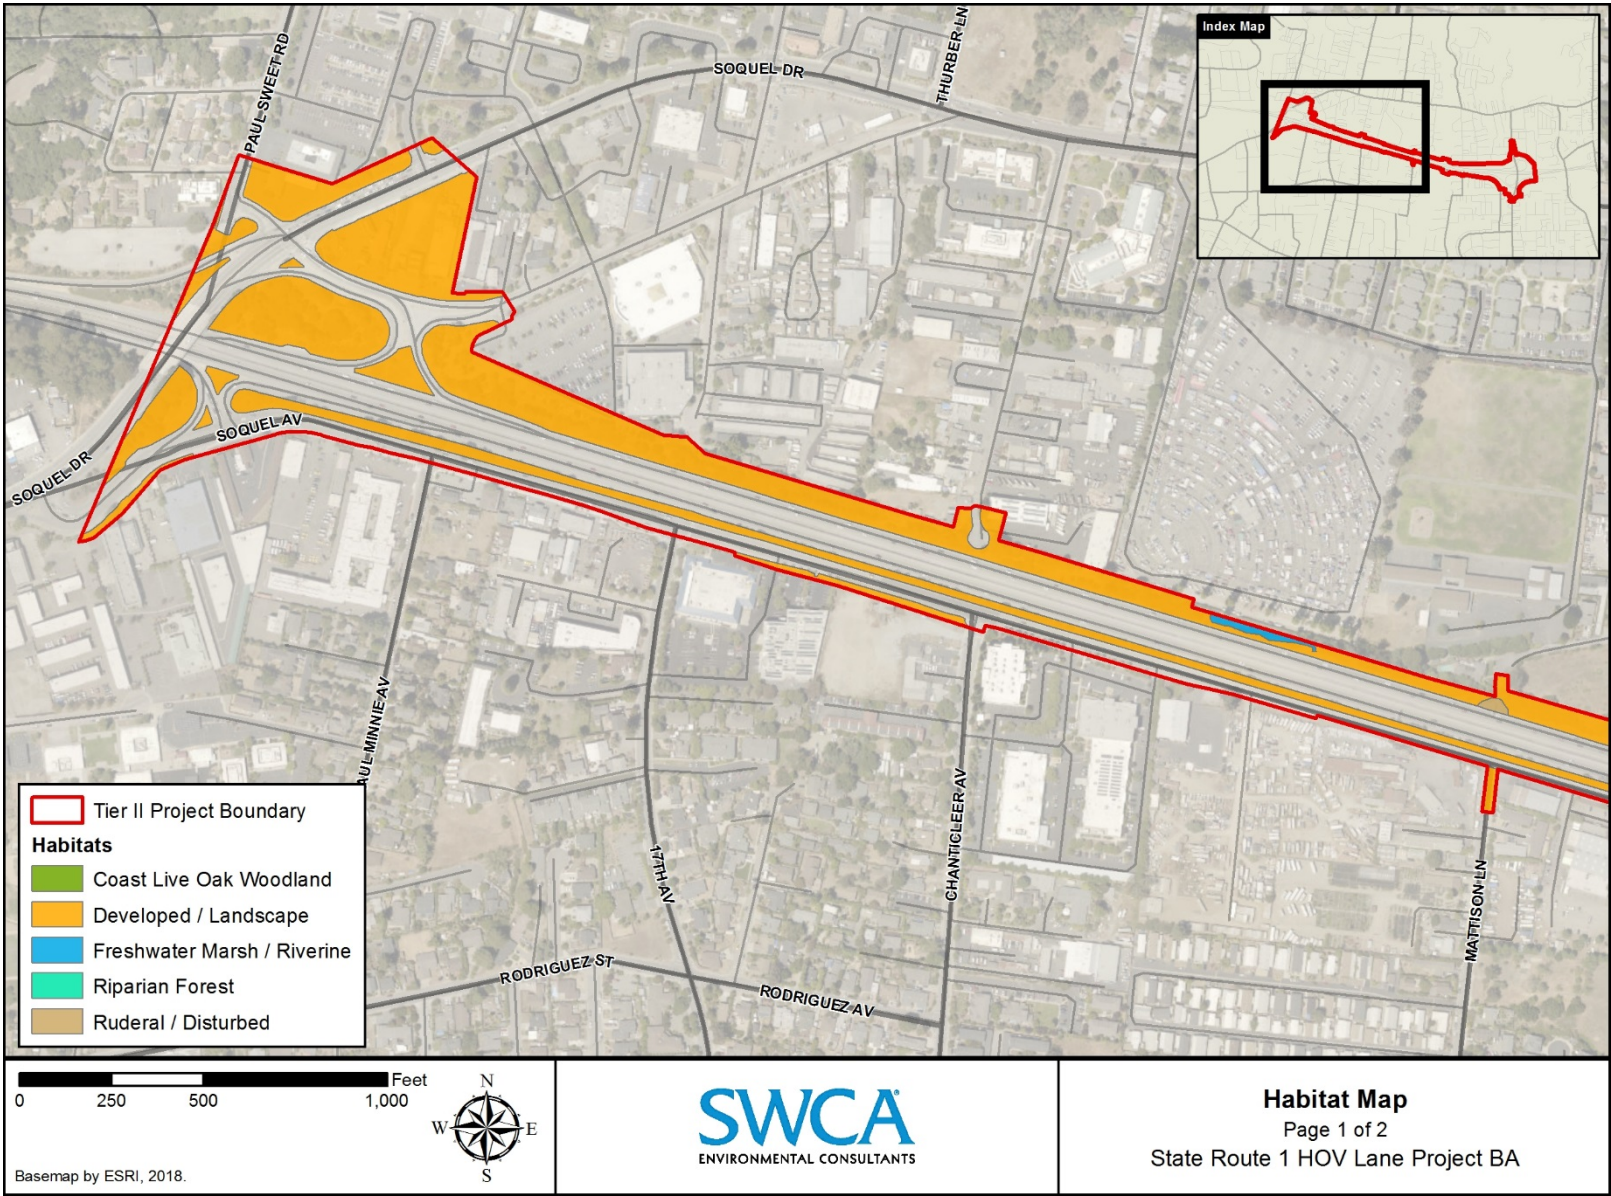 Index Map
PAUL SWEET RD
SOQUEL DR
THURBER LN
SOQUEL AV
SOQUEL DR
AUL MINNIE AV
17TH AV
CHANTICLEER AV
MATTISON LN
RODRIGUEZ ST
RODRIGUEZ AV
Tier II Project Boundary
Habitats
Coast Live Oak Woodland
Developed / Landscape
Freshwater Marsh / Riverine
Riparian Forest
Ruderal / Disturbed
Feet
0 250 500 1,000
N
W E
S
Basemap by ESRI, 2018.
SWCA®
ENVIRONMENTAL CONSULTANTS
Habitat Map
Page 1 of 2
State Route 1 HOV Lane Project BA